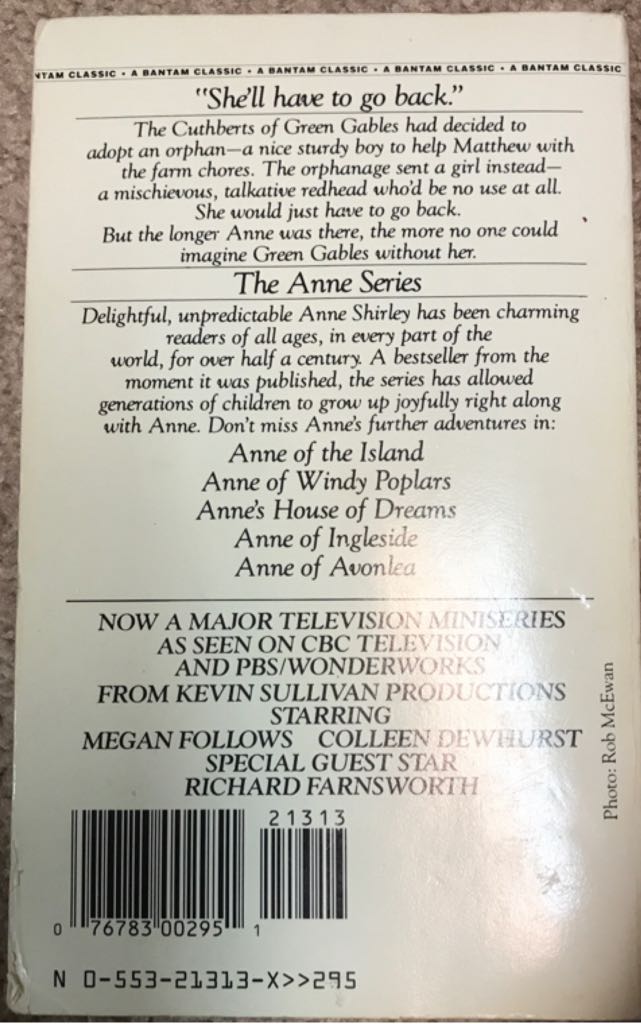 NTAM CLASSIC • A BANTAM CLASSIC • A BANTAM CLASSIC • A BANTAM CLASSIC • A BANTAM CLASSIC
"She'll have to go back."
The Cuthberts of Green Gables had decided to
adopt an orphan—a nice sturdy boy to help Matthew with
the farm chores. The orphanage sent a girl instead—
a mischievous, talkative redhead who'd be no use at all.
She would just have to go back.
But the longer Anne was there, the more no one could
imagine Green Gables without her.
The Anne Series
Delightful, unpredictable Anne Shirley has been charming
readers of all ages, in every part of the
world, for over half a century. A bestseller from the
moment it was published, the series has allowed
generations of children to grow up joyfully right along
with Anne. Don't miss Anne's further adventures in:
Anne of the Island
Anne of Windy Poplars
Anne's House of Dreams
Anne of Ingleside
Anne of Avonlea
NOW A MAJOR TELEVISION MINISERIES
AS SEEN ON CBC TELEVISION
AND PBS/WONDERWORKS
FROM KEVIN SULLIVAN PRODUCTIONS
STARRING
MEGAN FOLLOWS COLLEEN DEWHURST
SPECIAL GUEST STAR
RICHARD FARNSWORTH
Photo: Rob McEwan
21313
0 76783 00295 1
N 0-553-21313-X>>295